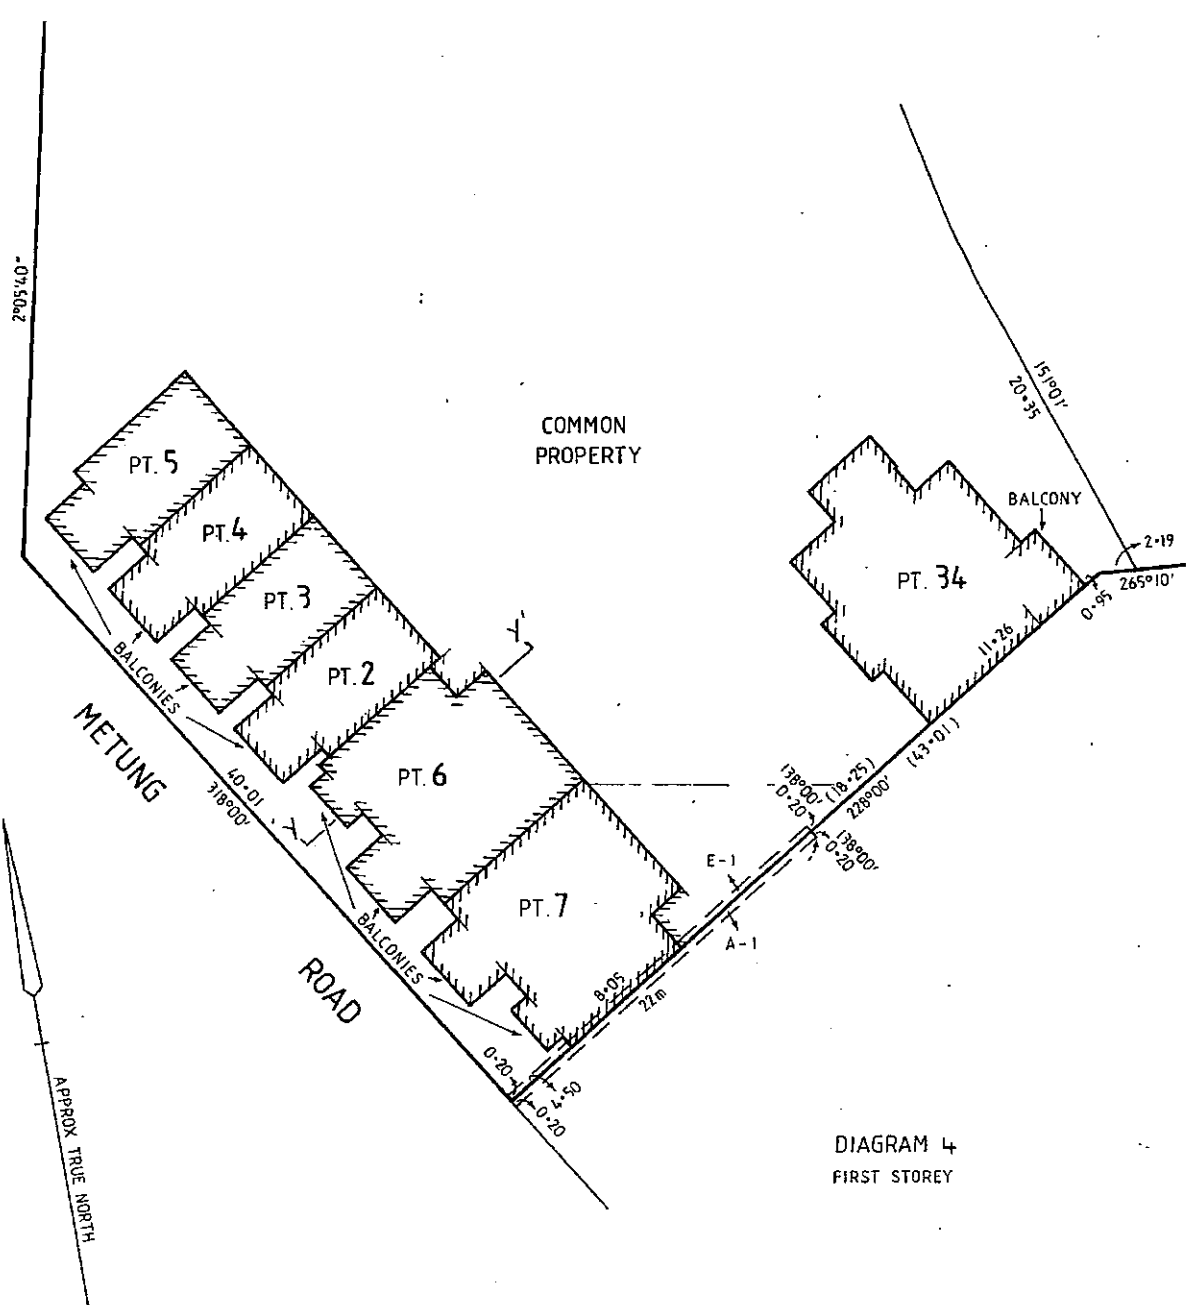 2°05'40"
COMMON
PROPERTY
151°01'
20·35
PT. 5
PT. 4
PT. 3
PT. 2
PT. 6
PT. 7
BALCONY
PT. 34
2·19
265°10'
0·95
11·26
(43·01)
(18·25)
228°00'
138°00'
0·20
138°00'
0·20
BALCONIES
METUNG
40·01
318°00'
Y'
BALCONIES
ROAD
E-1
A-1
8·05
22m
0·20
4·50
0·20
APPROX TRUE NORTH
DIAGRAM 4
FIRST STOREY